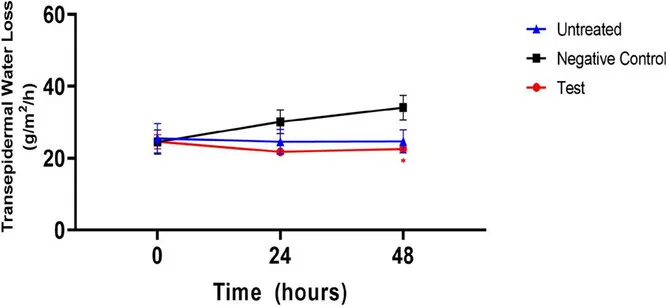 60
40
20
0
Transepidermal Water Loss
(g/m²/h)
0 24 48
Time (hours)
Untreated
Negative Control
Test
*